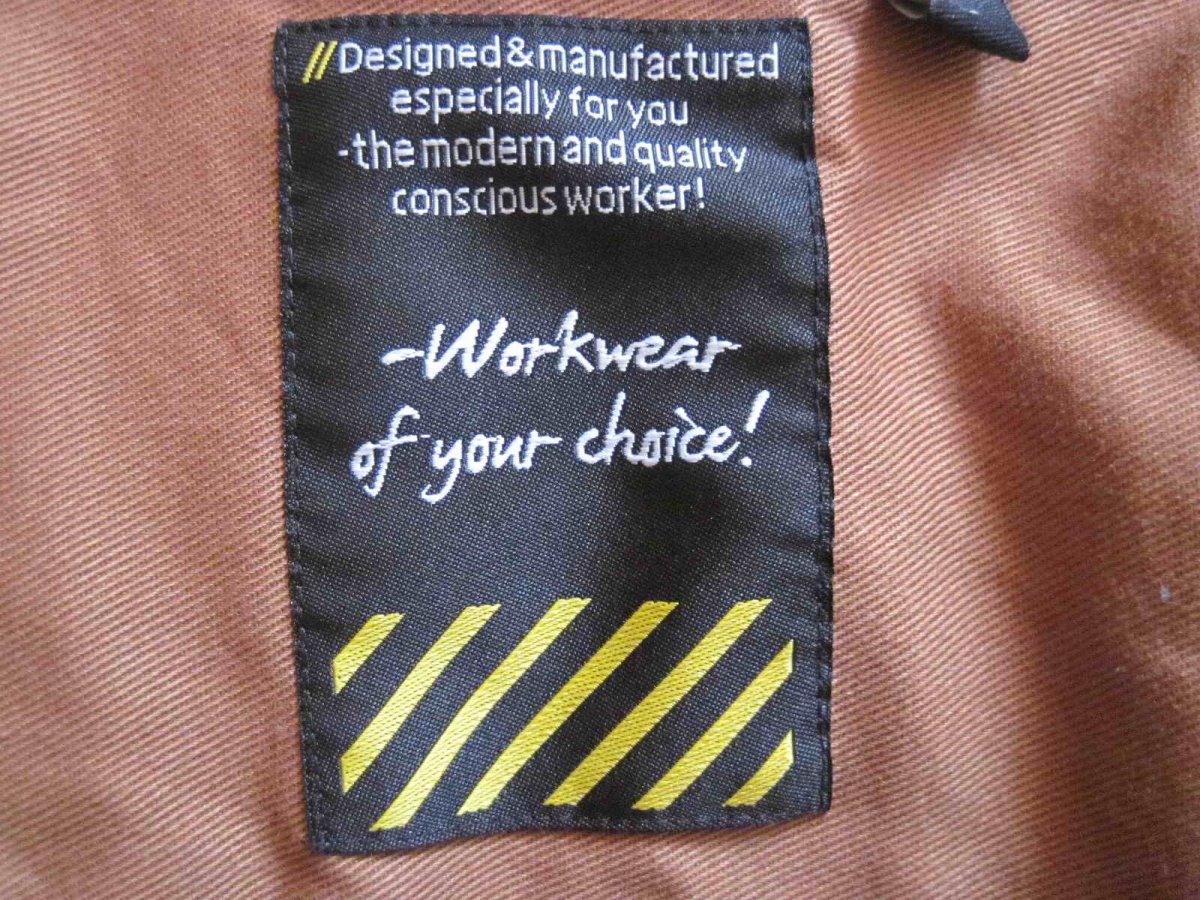 //Designed & manufactured
especially for you
-the modern and quality
conscious worker!
-Workwear
of your choice!